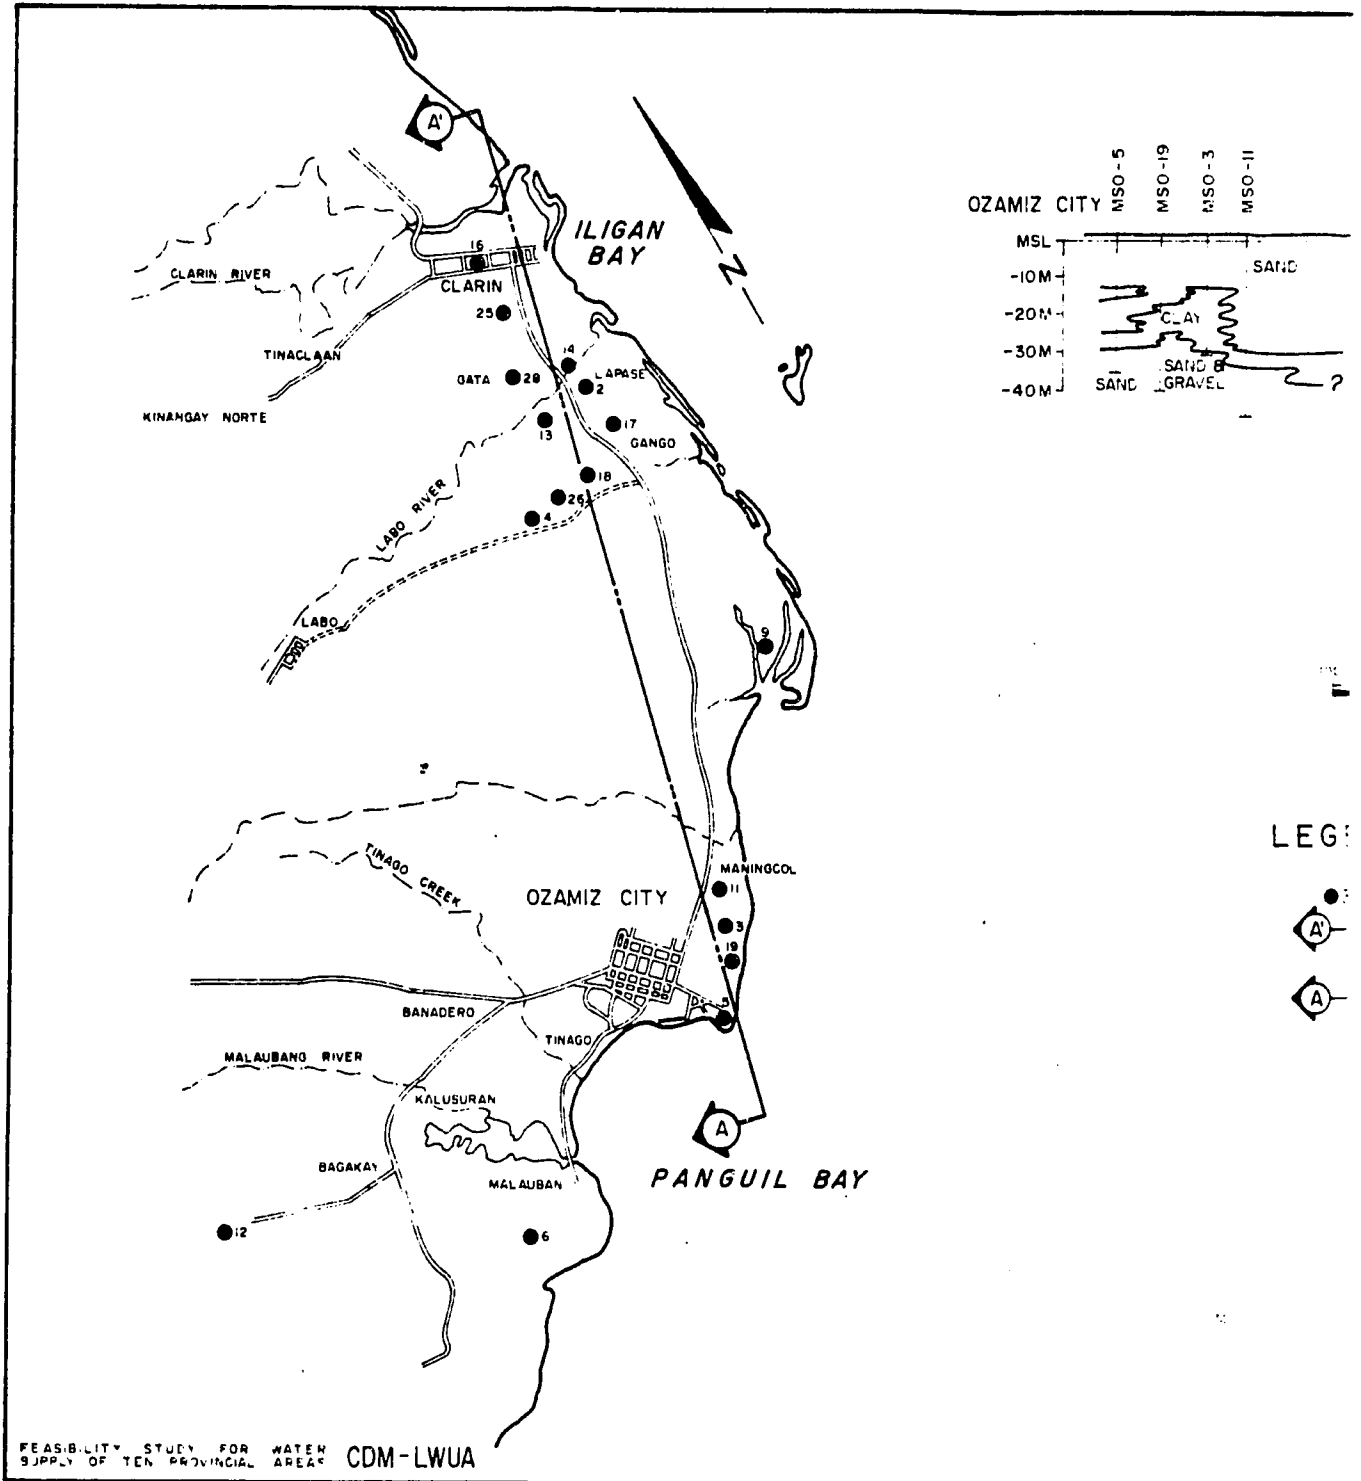 A'
ILIGAN
BAY
N
16
CLARIN RIVER
CLARIN
25
TINACLAAN
14
GATA
28
LAPASE
2
KINANGAY NORTE
13
17
GANGO
18
26
4
LABO RIVER
LABO
9
TINAGO CREEK
MANINGCOL
11
OZAMIZ CITY
3
19
5
BANADERO
TINAGO
MALAUBANG RIVER
KALUSURAN
A
BAGAKAY
MALAUBAN
PANGUIL BAY
12
6
MSO-5
MSO-19
MSO-3
MSO-11
OZAMIZ CITY
MSL
-10M
-20M
-30M
-40M
SAND
CLAY
SAND &
GRAVEL
SAND
?
LEGE
A'
A
FEASIBILITY STUDY FOR WATER
SUPPLY OF TEN PROVINCIAL AREAS
CDM-LWUA